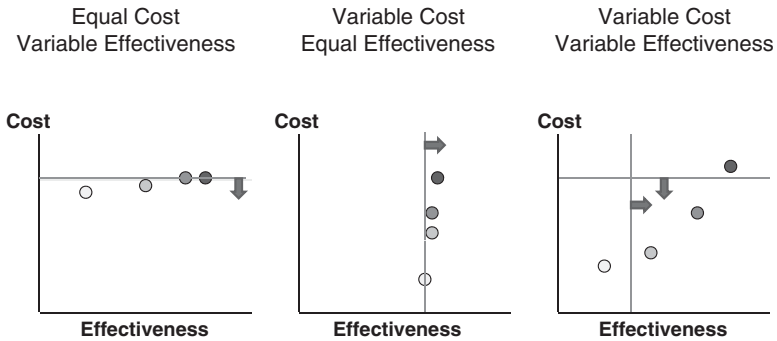 Equal Cost
Variable Effectiveness
Variable Cost
Equal Effectiveness
Variable Cost
Variable Effectiveness
Cost
Effectiveness
Cost
Effectiveness
Cost
Effectiveness